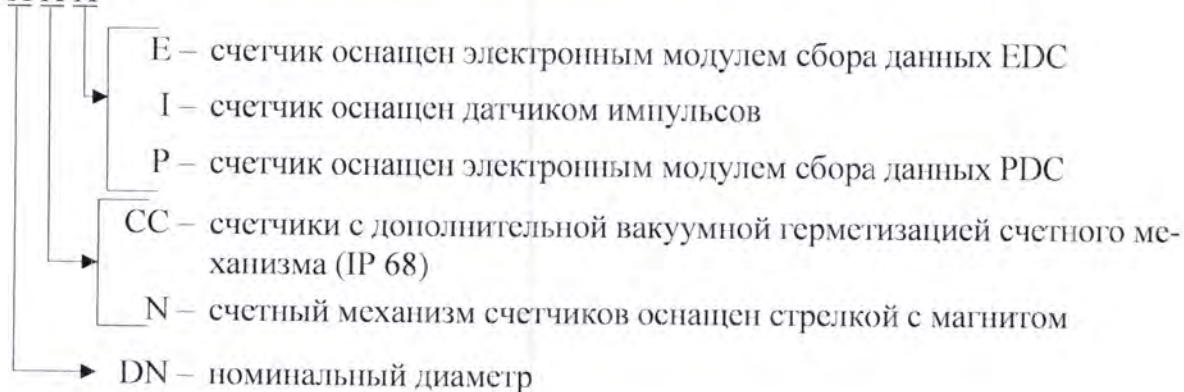 E – счетчик оснащен электронным модулем сбора данных EDC
I – счетчик оснащен датчиком импульсов
P – счетчик оснащен электронным модулем сбора данных PDC
CC – счетчики с дополнительной вакуумной герметизацией счетного ме-
ханизма (IP 68)
N – счетный механизм счетчиков оснащен стрелкой с магнитом
DN – номинальный диаметр